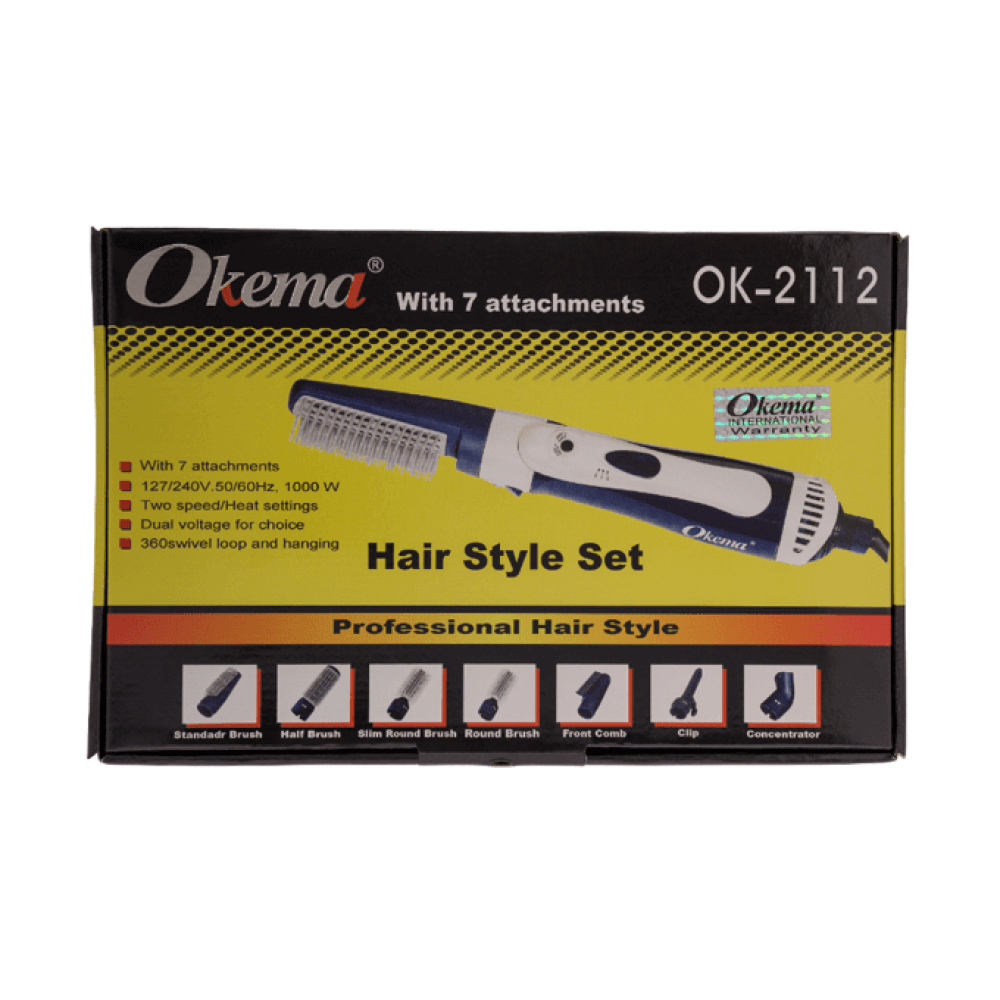 Okema®
With 7 attachments
OK-2112
Okema
INTERNATIONAL
Warranty
With 7 attachments
127/240V.50/60Hz, 1000 W
Two speed/Heat settings
Dual voltage for choice
360swivel loop and hanging
Okema
Hair Style Set
Professional Hair Style
Standadr Brush
Half Brush
Slim Round Brush
Round Brush
Front Comb
Clip
Concentrator